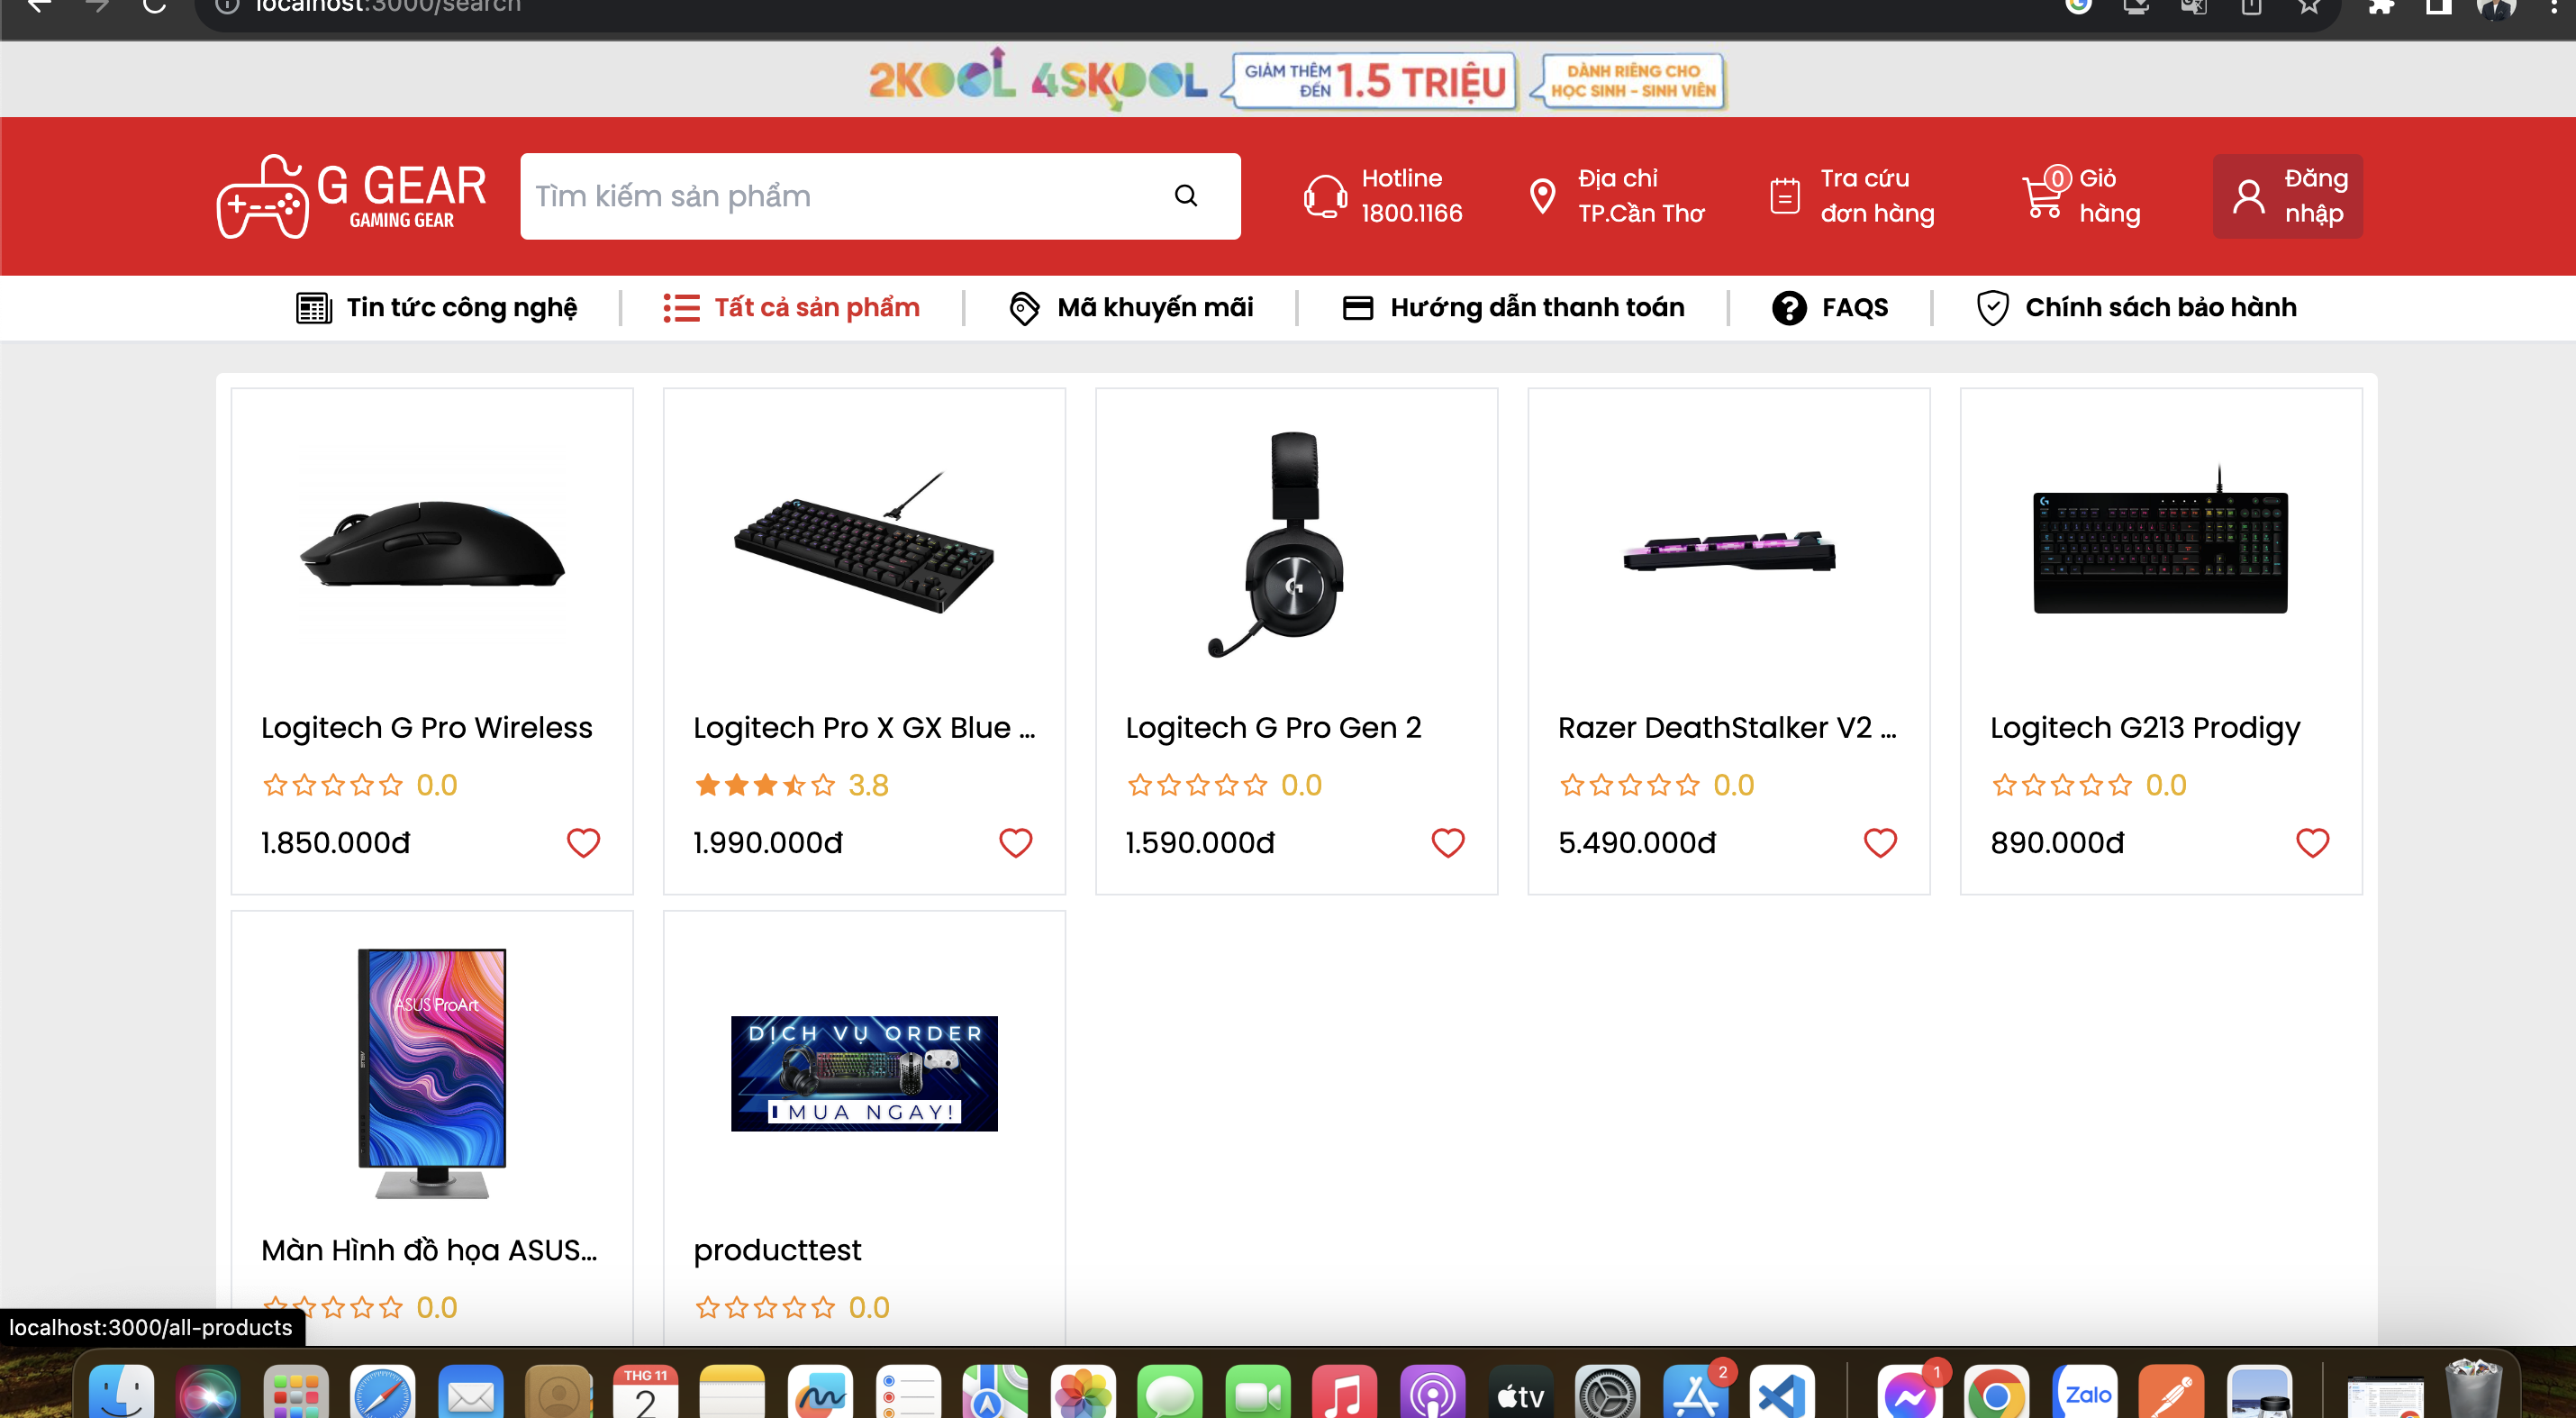 localhost:3000/search
2KOOL 4SKOOL
GIẢM THÊM
ĐẾN
1.5 TRIỆU
DÀNH RIÊNG CHO
HỌC SINH - SINH VIÊN
G GEAR
GAMING GEAR
Tìm kiếm sản phẩm
Hotline
1800.1166
Địa chỉ
TP.Cần Thơ
Tra cứu
đơn hàng
0
Giỏ
hàng
Đăng
nhập
Tin tức công nghệ
Tất cả sản phẩm
Mã khuyến mãi
Hướng dẫn thanh toán
FAQS
Chính sách bảo hành
Logitech G Pro Wireless
0.0
1.850.000đ
Logitech Pro X GX Blue ...
3.8
1.990.000đ
Logitech G Pro Gen 2
0.0
1.590.000đ
Razer DeathStalker V2 ...
0.0
5.490.000đ
Logitech G213 Prodigy
0.0
890.000đ
ASUS ProArt
Màn Hình đồ họa ASUS...
0.0
DỊCH VỤ ORDER
MUA NGAY!
producttest
0.0
localhost:3000/all-products
THG 11
2
tv
2
1
Zalo